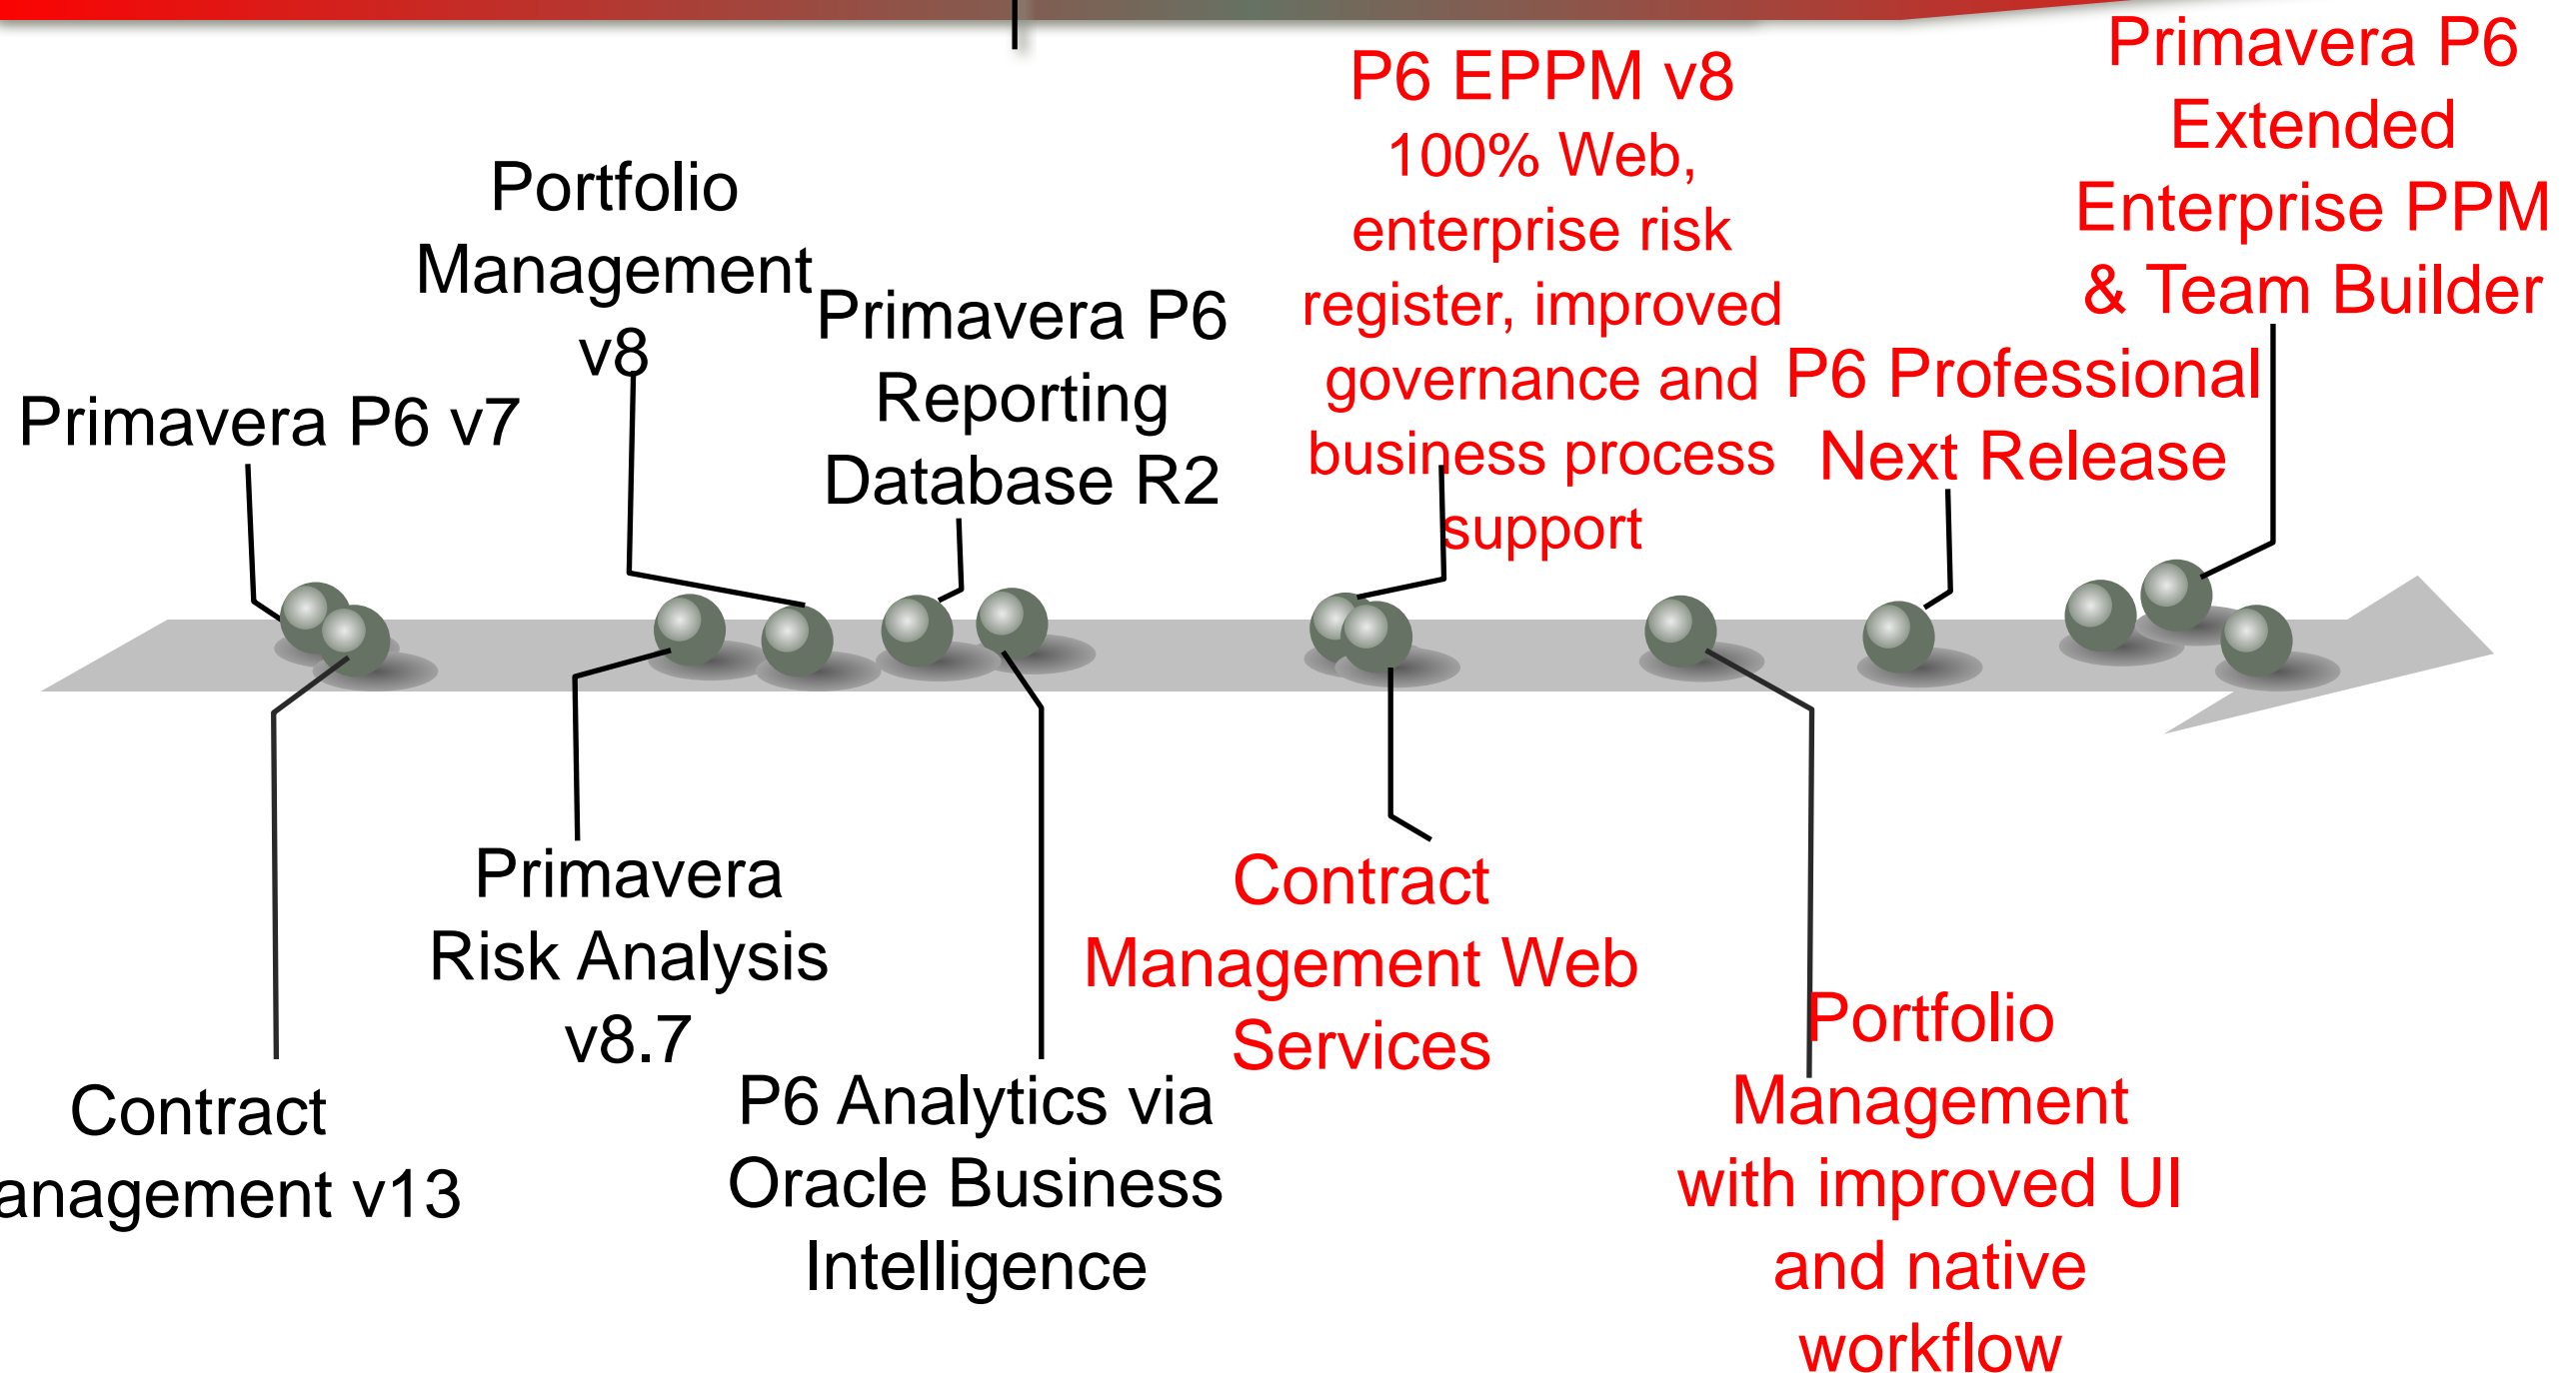 Primavera P6 v7
Portfolio
Management
v8
Primavera P6
Reporting
Database R2
P6 EPPM v8
100% Web,
enterprise risk
register, improved
governance and
business process
support
P6 Professional
Next Release
Primavera P6
Extended
Enterprise PPM
& Team Builder
Contract
anagement v13
Primavera
Risk Analysis
v8.7
P6 Analytics via
Oracle Business
Intelligence
Contract
Management Web
Services
Portfolio
Management
with improved UI
and native
workflow